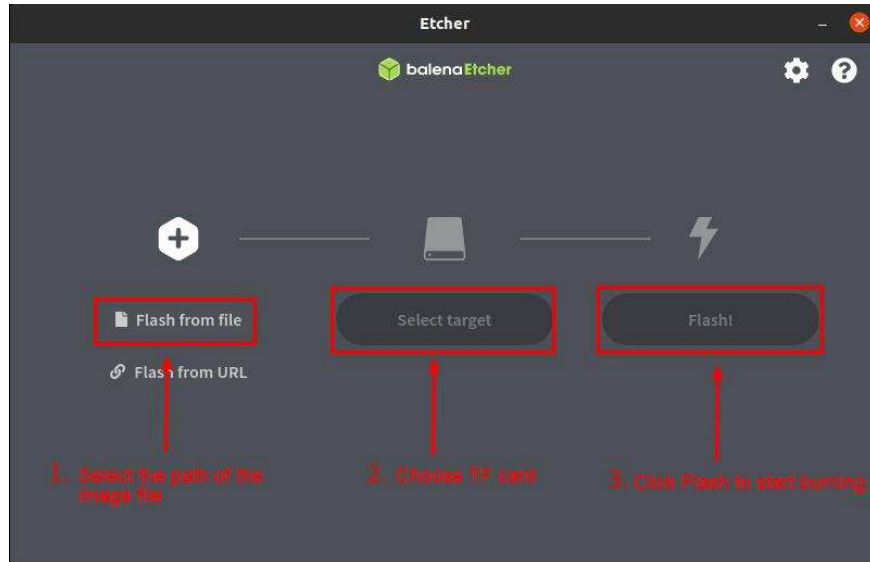 Etcher
balenaEtcher
Flash from file
Select target
Flash!
Flash from URL
1. Select the path of the
image file
2. Choose TF card
3. Click Flash to start burning